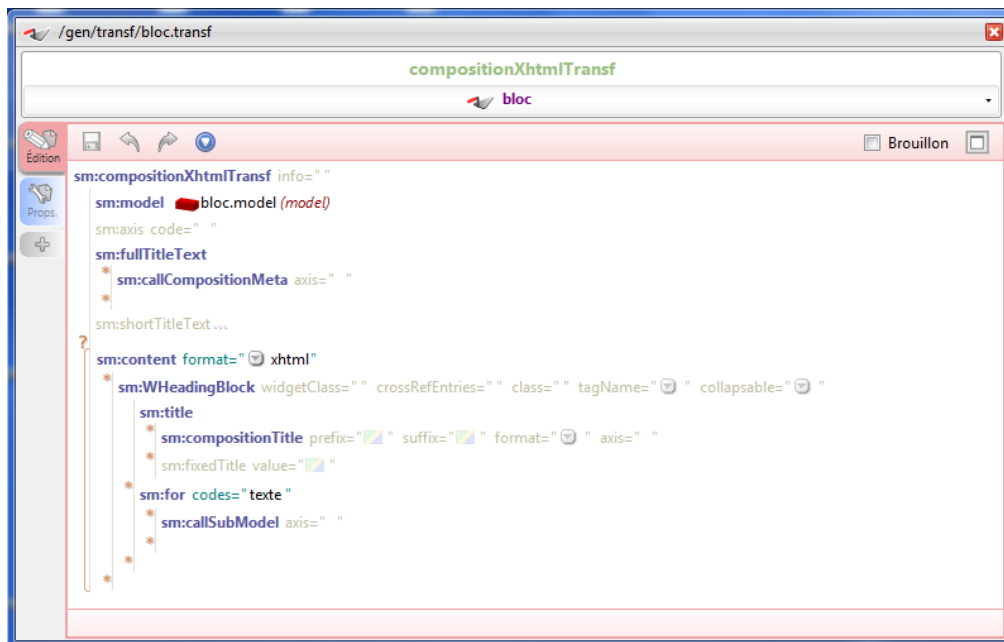 /gen/transf/bloc.transf
compositionXhtmlTransf
bloc
Édition
Brouillon
Props.
sm:compositionXhtmlTransf info=" "
sm:model bloc.model (model)
sm:axis code=" "
sm:fullTitleText
* sm:callCompositionMeta axis=" "
*
sm:shortTitleText...
?
sm:content format=" xhtml"
* sm:WHeadingBlock widgetClass=" " crossRefEntries=" " class=" " tagName=" " collapsable=" "
sm:title
* sm:compositionTitle prefix=" " suffix=" " format=" " axis=" "
* sm:fixedTitle value=" "
* sm:for codes="texte "
* sm:callSubModel axis=" "
*
*
*